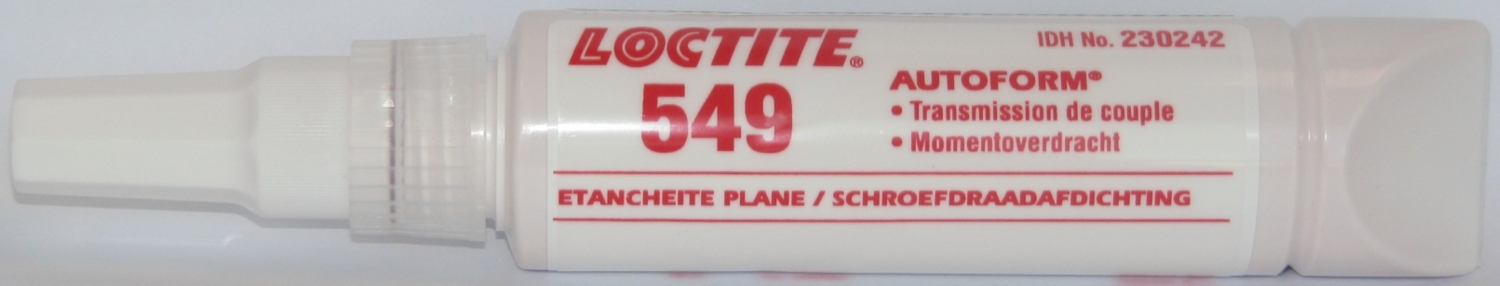 LOCTITE®
549
IDH No. 230242
AUTOFORM®
• Transmission de couple
• Momentoverdracht
ETANCHEITE PLANE / SCHROEFDRAADAFDICHTING